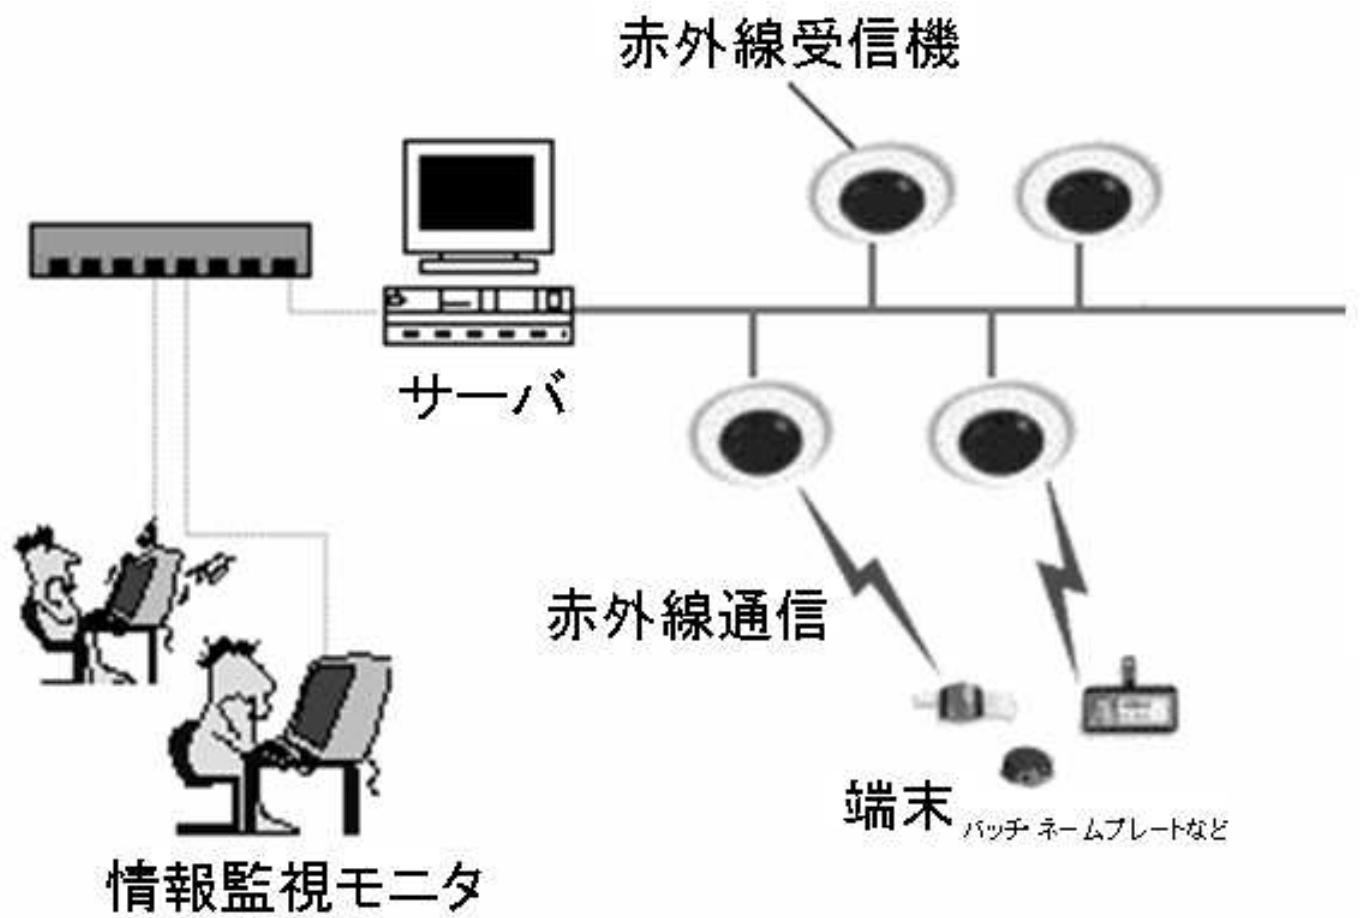 赤外線受信機
サーバ
赤外線通信
端末 バッチ・ネームプレートなど
情報監視モニタ